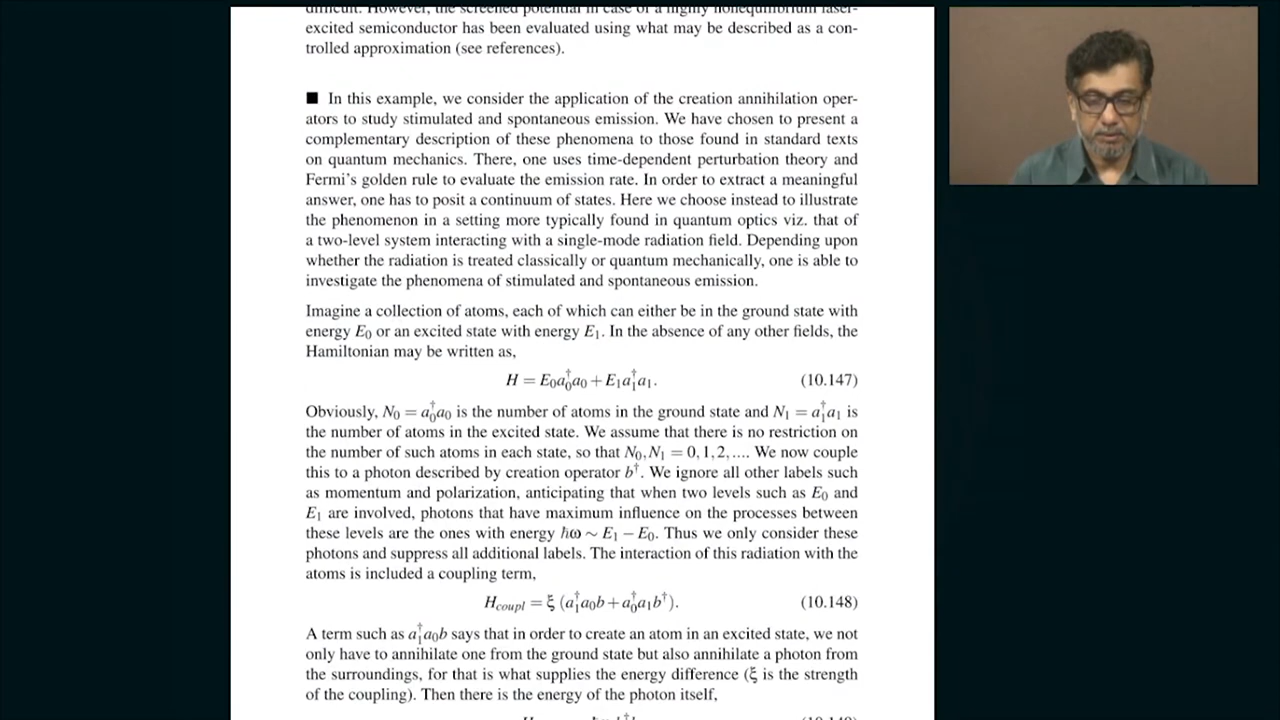 difficult. However, the screened potential in case of a highly nonequilibrium laser-
excited semiconductor has been evaluated using what may be described as a con-
trolled approximation (see references).
■ In this example, we consider the application of the creation annihilation oper-
ators to study stimulated and spontaneous emission. We have chosen to present a
complementary description of these phenomena to those found in standard texts
on quantum mechanics. There, one uses time-dependent perturbation theory and
Fermi's golden rule to evaluate the emission rate. In order to extract a meaningful
answer, one has to posit a continuum of states. Here we choose instead to illustrate
the phenomenon in a setting more typically found in quantum optics viz. that of
a two-level system interacting with a single-mode radiation field. Depending upon
whether the radiation is treated classically or quantum mechanically, one is able to
investigate the phenomena of stimulated and spontaneous emission.
Imagine a collection of atoms, each of which can either be in the ground state with
energy E₀ or an excited state with energy E₁. In the absence of any other fields, the
Hamiltonian may be written as,
H = E₀a₀†a₀ + E₁a₁†a₁. (10.147)
Obviously, N₀ = a₀†a₀ is the number of atoms in the ground state and N₁ = a₁†a₁ is
the number of atoms in the excited state. We assume that there is no restriction on
the number of such atoms in each state, so that N₀,N₁ = 0,1,2,.... We now couple
this to a photon described by creation operator b†. We ignore all other labels such
as momentum and polarization, anticipating that when two levels such as E₀ and
E₁ are involved, photons that have maximum influence on the processes between
these levels are the ones with energy ħω ∼ E₁ − E₀. Thus we only consider these
photons and suppress all additional labels. The interaction of this radiation with the
atoms is included a coupling term,
H_coupl = ξ (a₁†a₀b + a₀†a₁b†). (10.148)
A term such as a₁†a₀b says that in order to create an atom in an excited state, we not
only have to annihilate one from the ground state but also annihilate a photon from
the surroundings, for that is what supplies the energy difference (ξ is the strength
of the coupling). Then there is the energy of the photon itself,